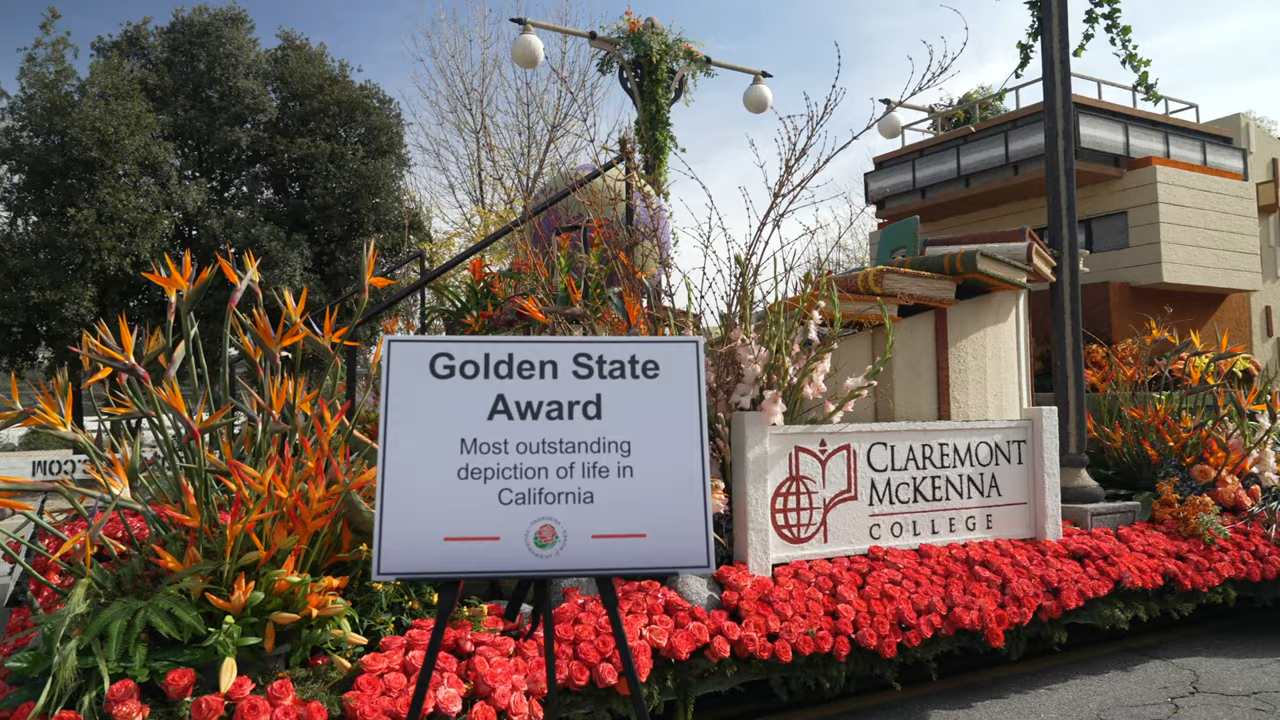 Golden State
Award
Most outstanding
depiction of life in
California
CLAREMONT
MCKENNA
COLLEGE